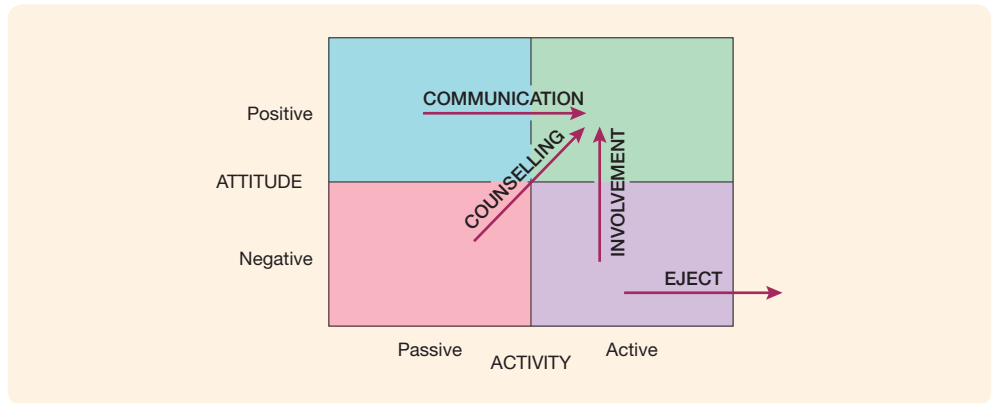 COMMUNICATION
Positive
COUNSELLING
INVOLVEMENT
ATTITUDE
Negative
EJECT
Passive
Active
ACTIVITY